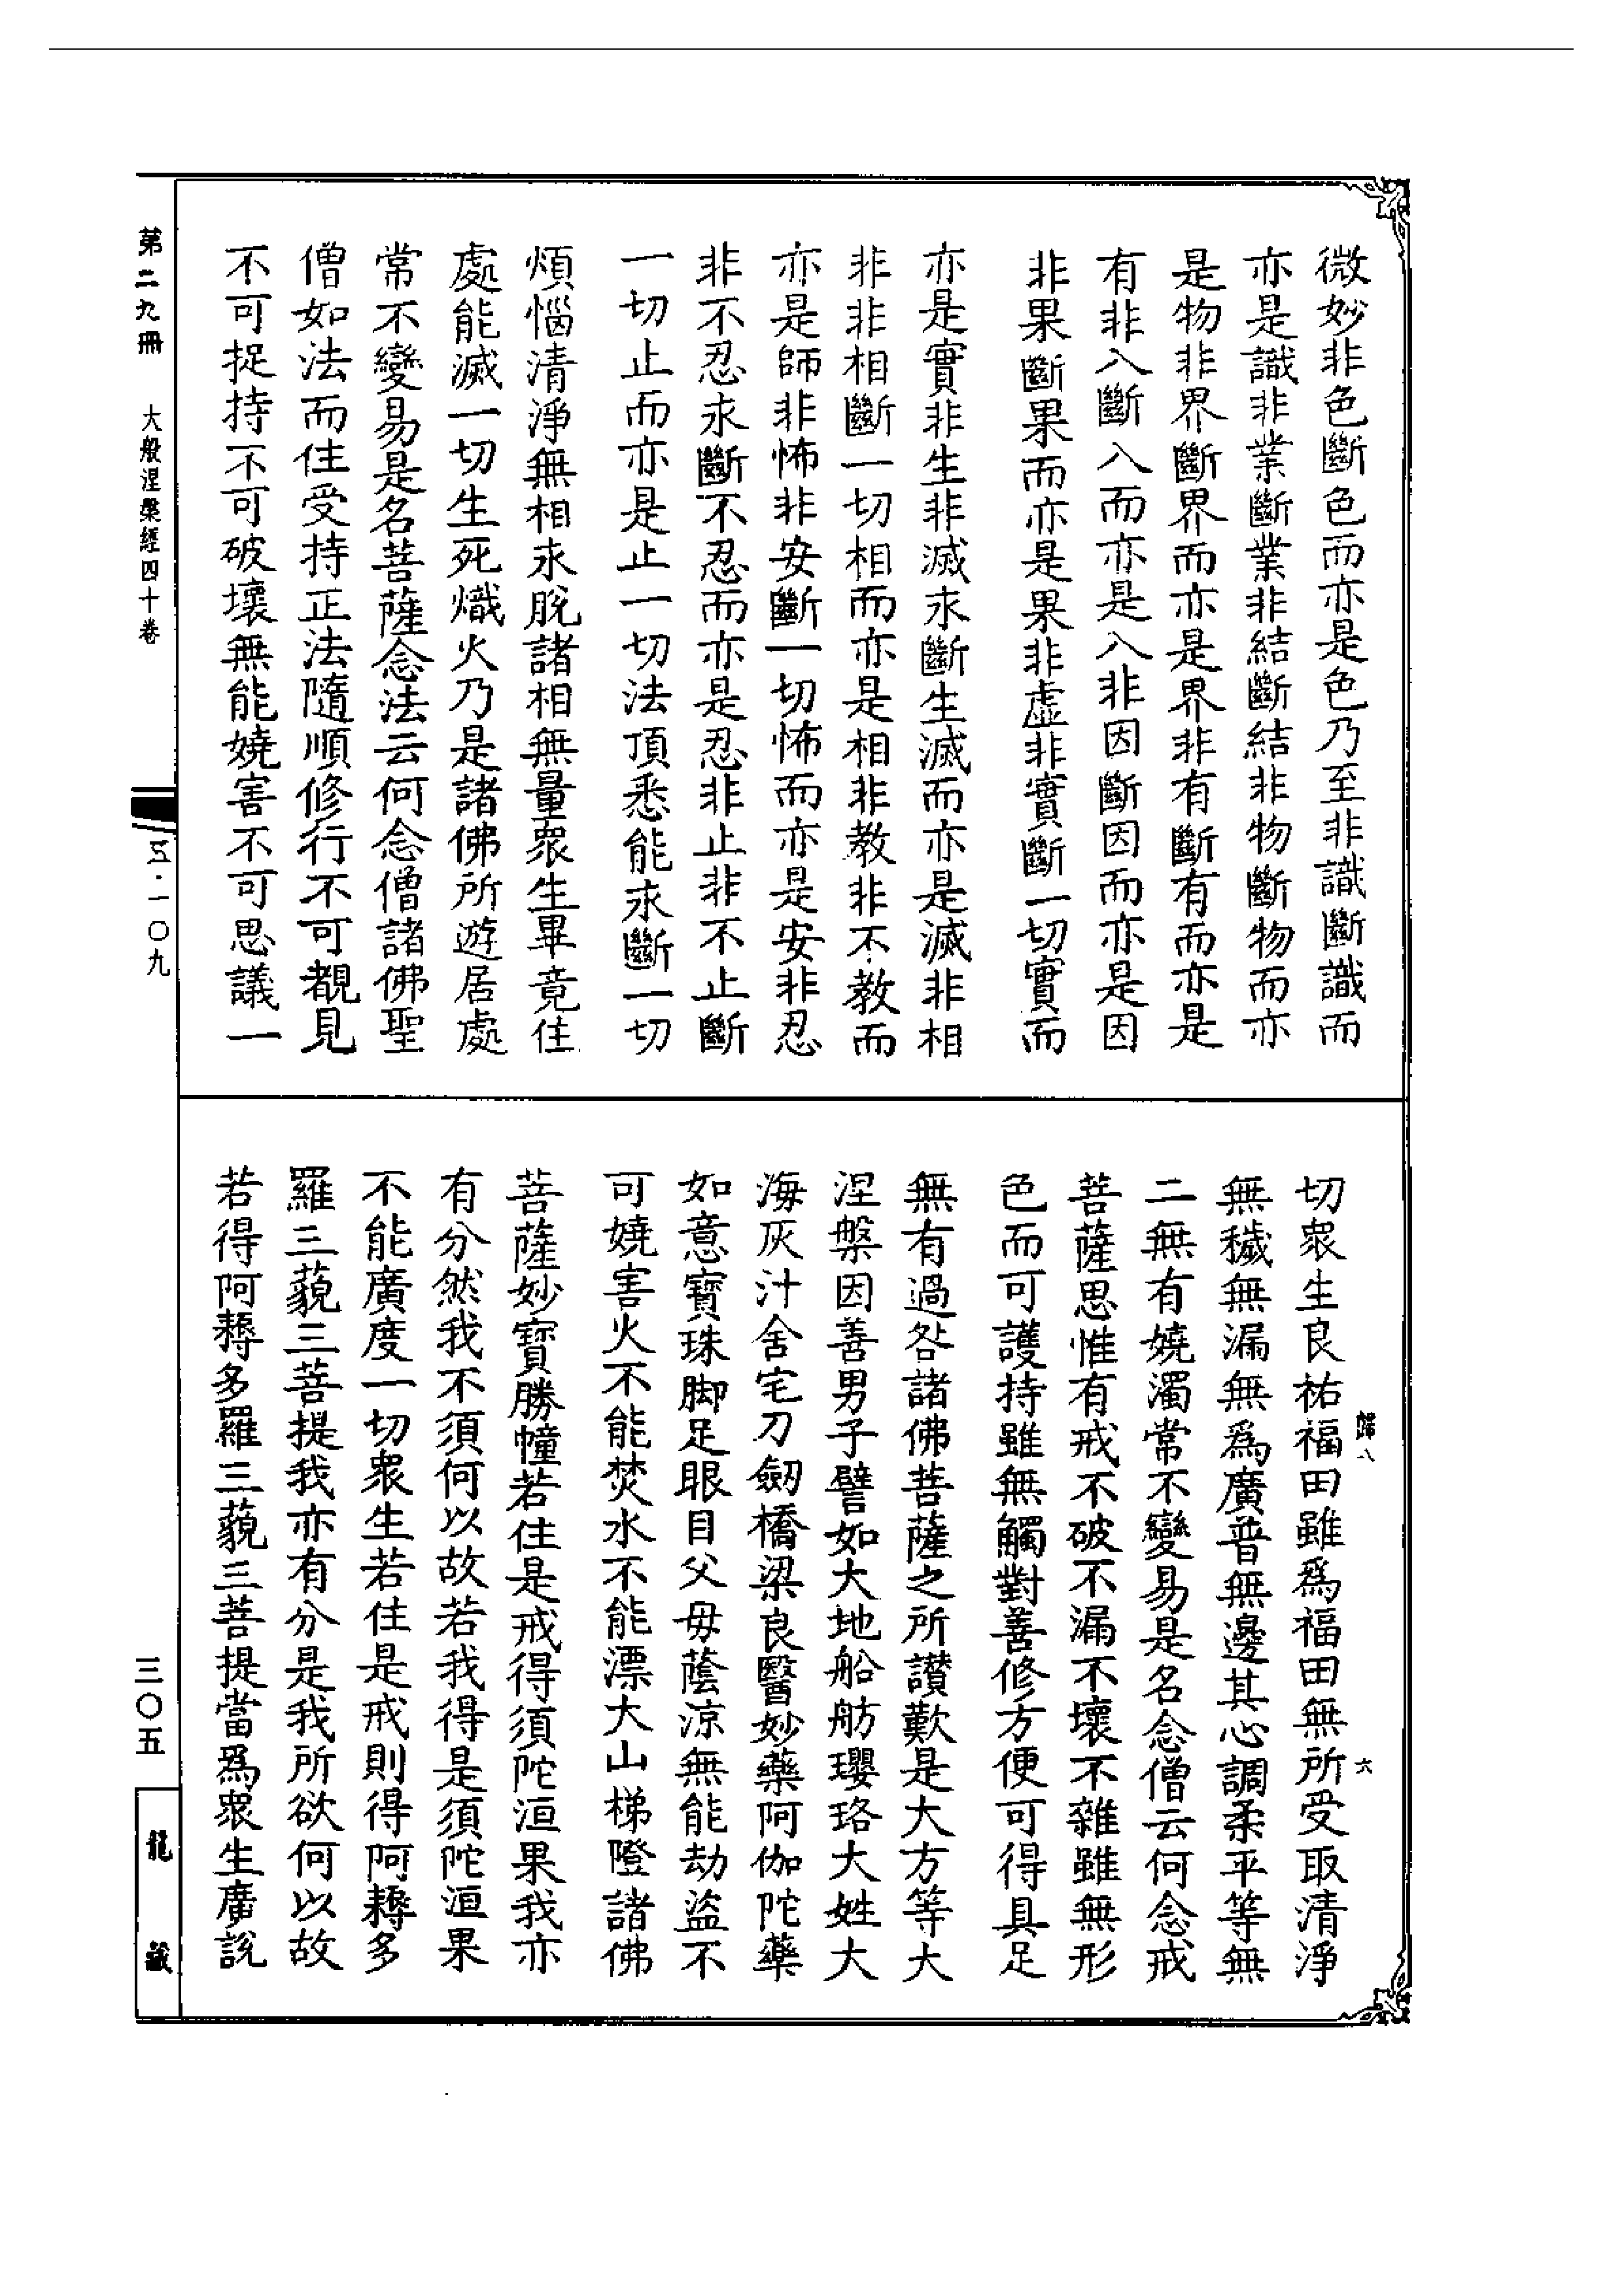 微妙非色斷色而亦是色乃至非識斷識而
亦是識非業斷業非結斷結非物斷物而亦
是物非界斷界而亦是界非有斷有而亦是
有非入斷入而亦是入非因斷因而亦是因
非果斷果而亦是果非虛非實斷一切實而
亦是實非生非滅永斷生滅而亦是滅非相
非非相斷一切相而亦是相非教非不教而
亦是師非怖非安斷一切怖而亦是安非忍
非不忍永斷不忍而亦是忍非止非不止斷
一切止而亦是止一切法頂悉能永斷一切
煩惱清淨無相永脫諸相無量衆生畢竟住
處能滅一切生死熾火乃是諸佛所遊居處
常不變易是名菩薩念法云何念僧諸佛聖
僧如法而住受持正法隨順修行不可覩見
不可捉持不可破壞無能嬈害不可思議一
切衆生良祐福田雖爲福田無所受取清淨
無穢無漏無爲廣普無邊其心調柔平等無
二無有嬈濁常不變易是名念僧云何念戒
菩薩思惟有戒不破不漏不壞不雜雖無形
色而可護持雖無觸對善修方便可得具足
無有過咎諸佛菩薩之所讃歎是大方等大
涅槃因善男子譬如大地船舫瓔珞大姓大
海灰汁舍宅刀劒橋梁良醫妙藥阿伽陀藥
如意寶珠脚足眼目父母蔭涼無能劫盜不
可嬈害火不能焚水不能漂大山梯隥諸佛
菩薩妙寶勝幢若住是戒得須陀洹果我亦
有分然我不須何以故若我得是須陀洹果
不能廣度一切衆生若住是戒則得阿耨多
羅三藐三菩提我亦有分是我所欲何以故
若得阿耨多羅三藐三菩提當爲衆生廣說
歸八
六
第二九冊
大般涅槃經四十卷
五·一〇九
三〇五
龍藏